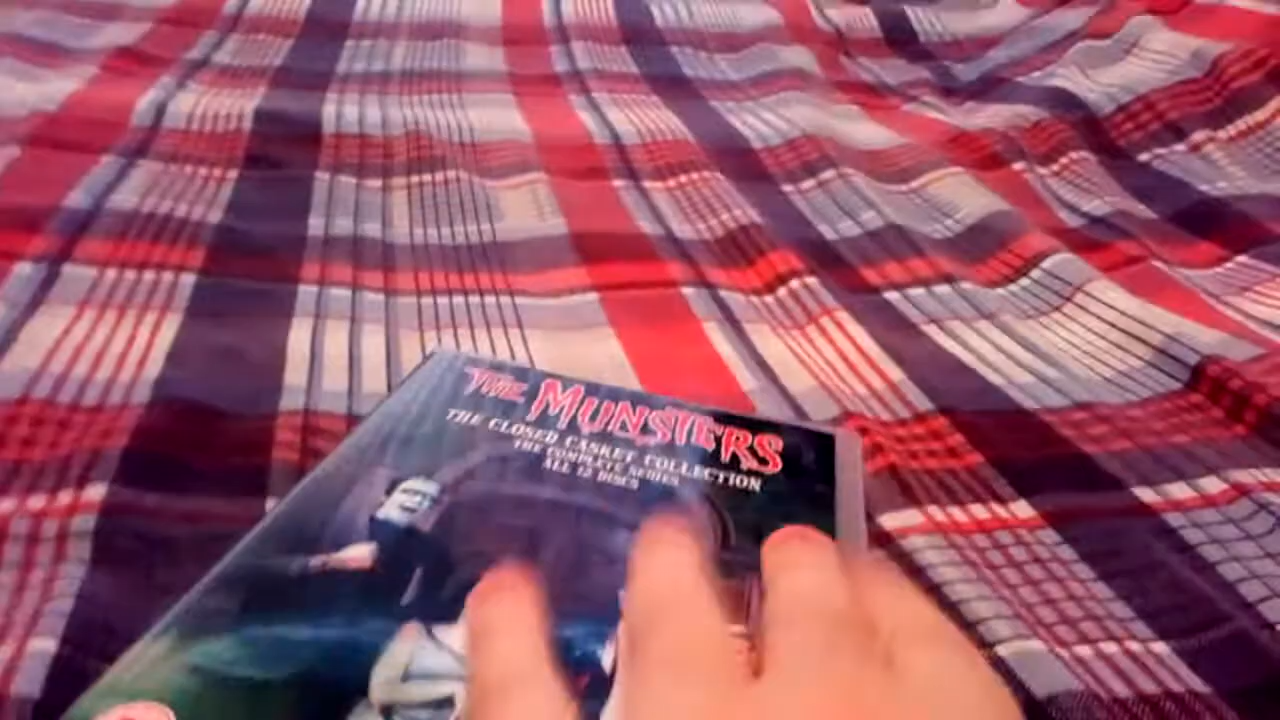 THE MUNSTERS
THE CLOSED CASKET COLLECTION
THE COMPLETE SERIES
ALL 12 DISCS